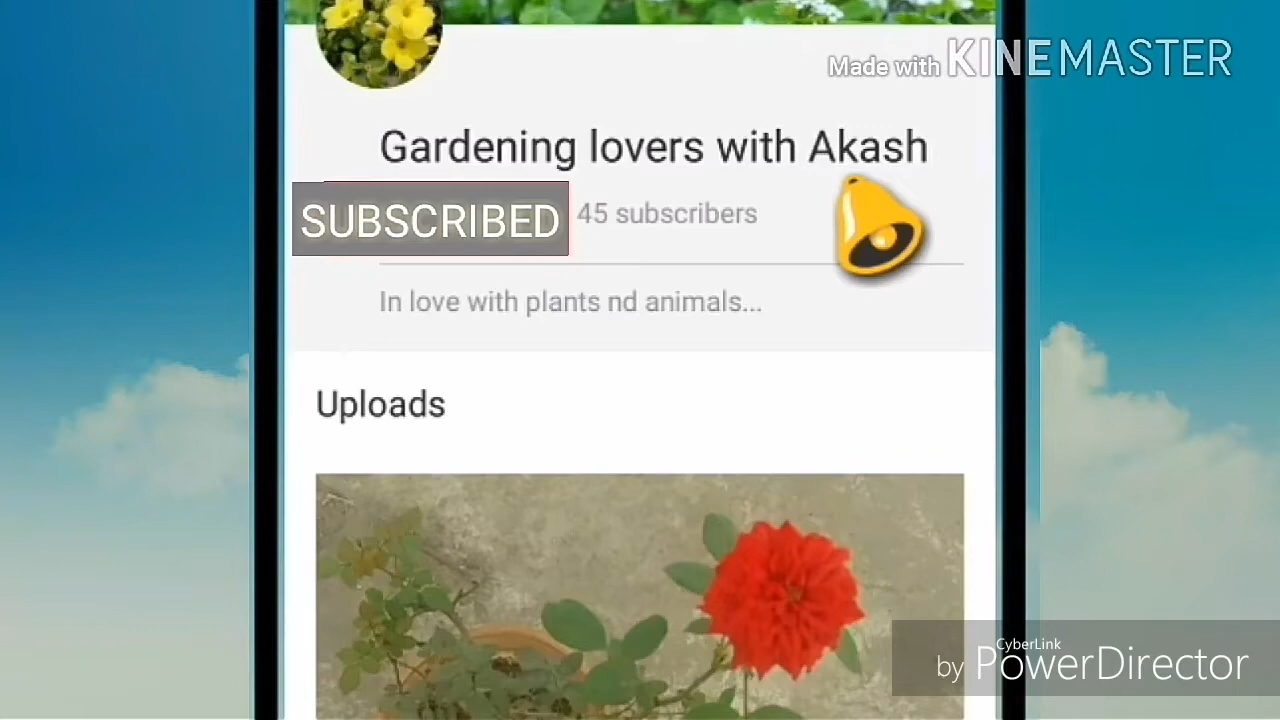 Made with KINEMASTER
Gardening lovers with Akash
SUBSCRIBED 45 subscribers
In love with plants nd animals...
Uploads
CyberLink
by PowerDirector